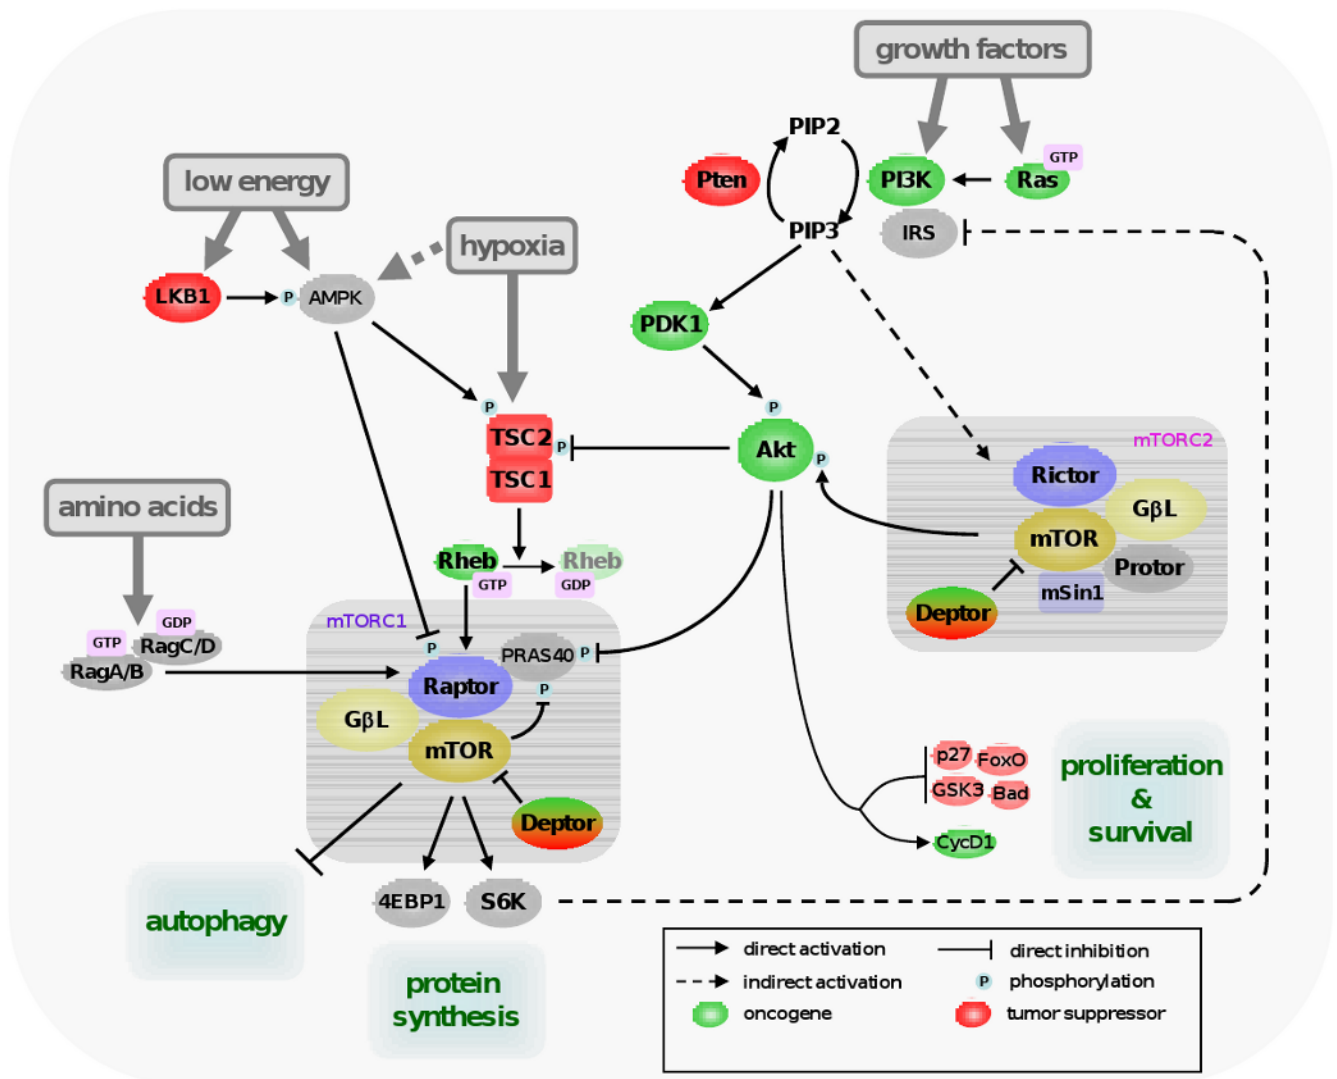 growth factors
PIP2
GTP
Pten
PI3K
Ras
low energy
PIP3
IRS
hypoxia
LKB1
P
AMPK
PDK1
P
P
TSC2
P
Akt
P
TSC1
mTORC2
Rictor
GβL
mTOR
Protor
mSin1
Deptor
amino acids
Rheb
Rheb
GTP
GDP
mTORC1
GDP
GTP
RagC/D
RagA/B
P
PRAS40
P
Raptor
P
GβL
mTOR
Deptor
p27
FoxO
GSK3
Bad
CycD1
proliferation
&
survival
4EBP1
S6K
autophagy
protein
synthesis
direct activation
direct inhibition
indirect activation
P
phosphorylation
oncogene
tumor suppressor